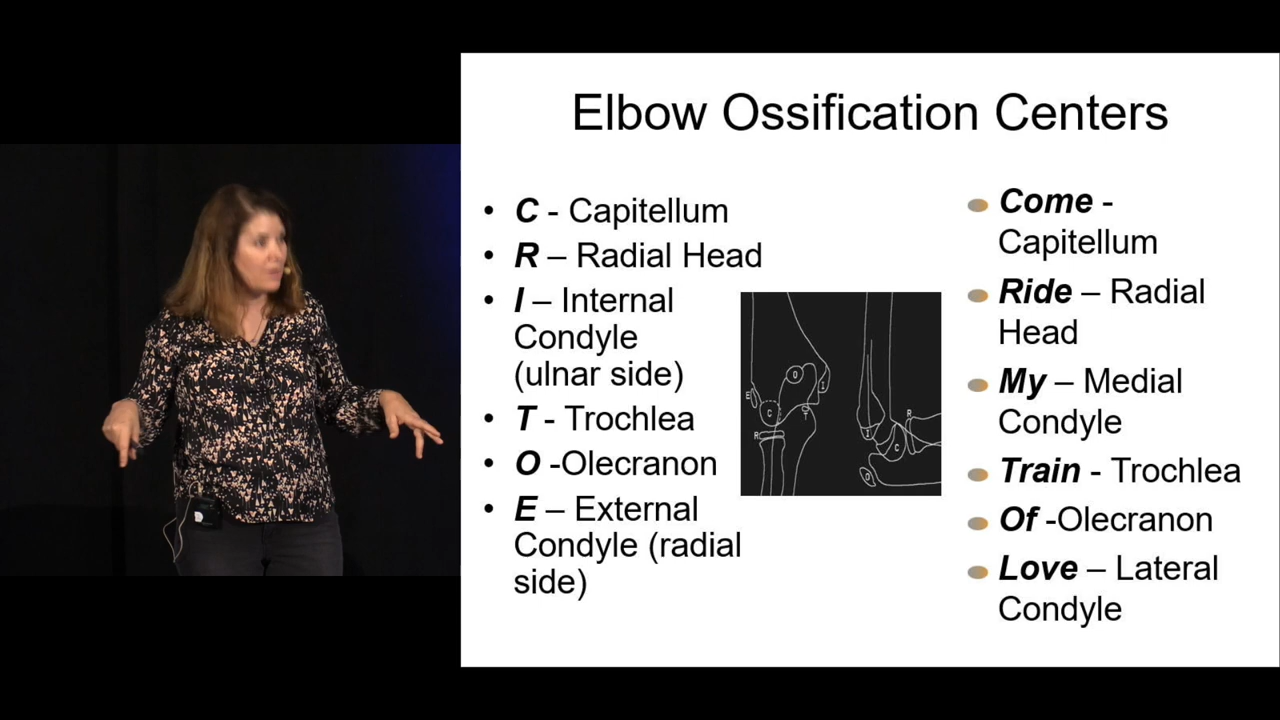 Elbow Ossification Centers
• C - Capitellum
• R – Radial Head
• I – Internal
Condyle
(ulnar side)
• T - Trochlea
• O -Olecranon
• E – External
Condyle (radial
side)
E
C
O
I
T
R
I
C
R
O
Come -
Capitellum
Ride – Radial
Head
My – Medial
Condyle
Train - Trochlea
Of -Olecranon
Love – Lateral
Condyle